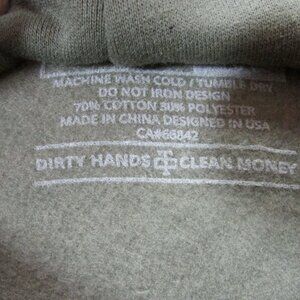 MACHINE WASH COLD / TUMBLE DRY
DO NOT IRON DESIGN
70% COTTON 30% POLYESTER
MADE IN CHINA DESIGNED IN USA
CA#66842
DIRTY HANDS CLEAN MONEY